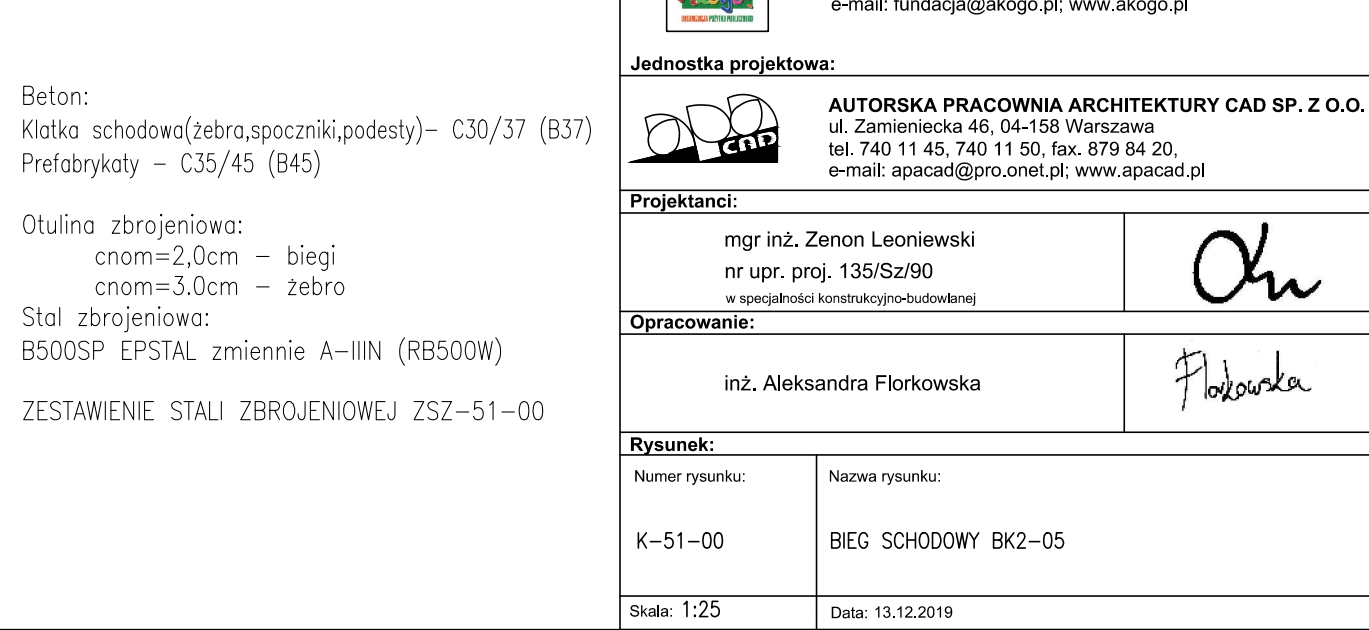 Beton:
Klatka schodowa(żebra,spoczniki,podesty)– C30/37 (B37)
Prefabrykaty – C35/45 (B45)
Otulina zbrojeniowa:
cnom=2,0cm – biegi
cnom=3.0cm – żebro
Stal zbrojeniowa:
B500SP EPSTAL zmiennie A–IIIN (RB500W)
ZESTAWIENIE STALI ZBROJENIOWEJ ZSZ–51–00
ORGANIZACJA POŻYTKU PUBLICZNEGO
e-mail: fundacja@akogo.pl; www.akogo.pl
Jednostka projektowa:
CAD
AUTORSKA PRACOWNIA ARCHITEKTURY CAD SP. Z O.O.
ul. Zamieniecka 46, 04-158 Warszawa
tel. 740 11 45, 740 11 50, fax. 879 84 20,
e-mail: apacad@pro.onet.pl; www.apacad.pl
Projektanci:
mgr inż. Zenon Leoniewski
nr upr. proj. 135/Sz/90
w specjalności konstrukcyjno-budowlanej
Opracowanie:
inż. Aleksandra Florkowska
Florkowska
Rysunek:
Numer rysunku:
Nazwa rysunku:
K–51–00
BIEG SCHODOWY BK2–05
Skala: 1:25
Data: 13.12.2019